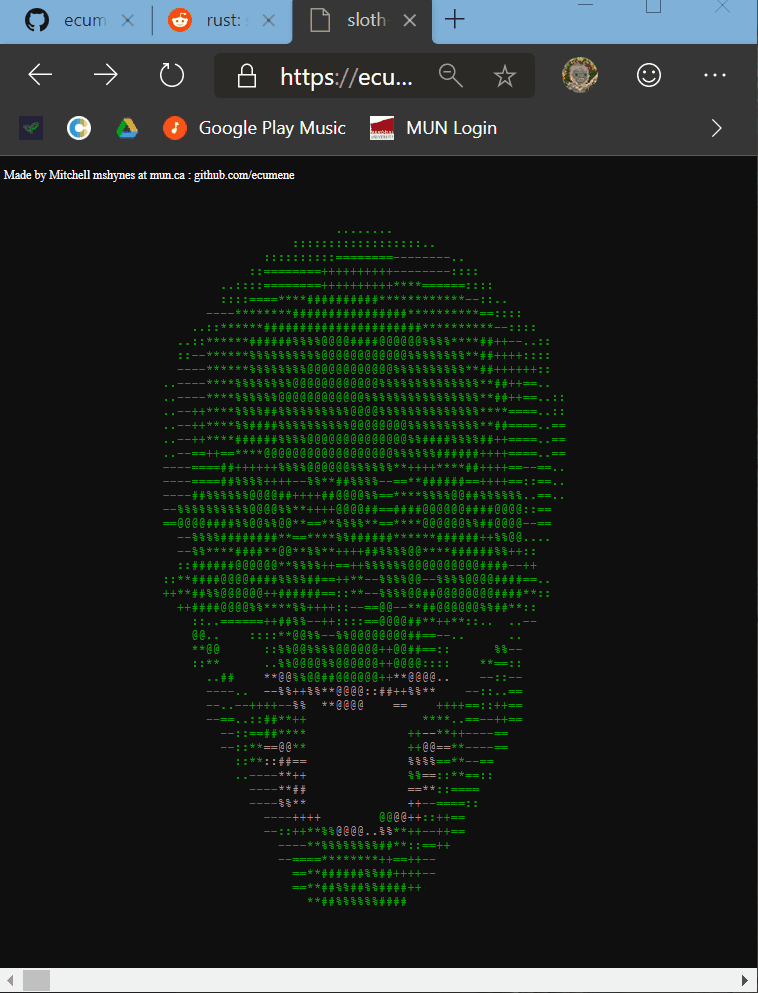 ecum
rust: s
sloth-
https://ecu...
Google Play Music
MUN Login
Made by Mitchell mshynes at mun.ca : github.com/ecumene